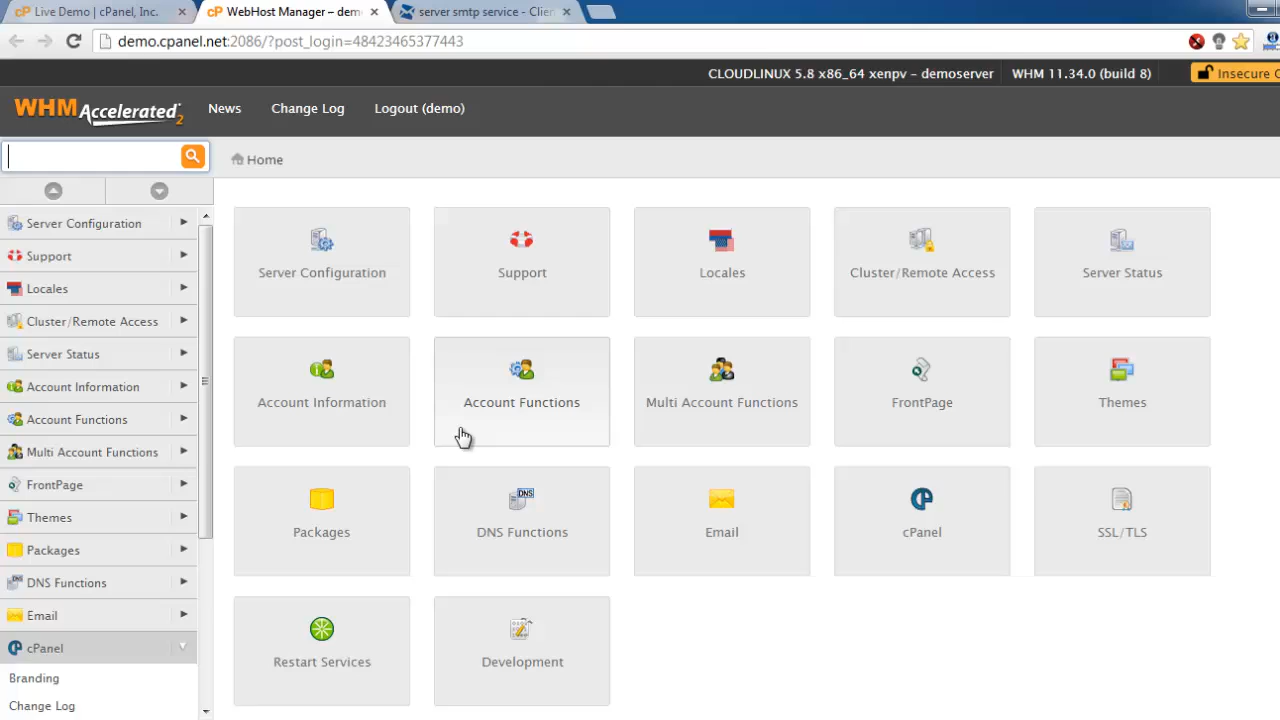 Live Demo | cPanel, Inc.
WebHost Manager – demo
server smtp service - Clien
demo.cpanel.net:2086/?post_login=48423465377443
CLOUDLINUX 5.8 x86_64 xenpv – demoserver
WHM 11.34.0 (build 8)
Insecure C
WHM Accelerated2
News
Change Log
Logout (demo)
Home
Server Configuration
Support
Locales
Cluster/Remote Access
Server Status
Account Information
Account Functions
Multi Account Functions
FrontPage
Themes
Packages
DNS Functions
Email
cPanel
Branding
Change Log
Server Configuration
Support
Locales
Cluster/Remote Access
Server Status
Account Information
Account Functions
Multi Account Functions
FrontPage
Themes
Packages
DNS
DNS Functions
Email
cPanel
SSL/TLS
Restart Services
Development